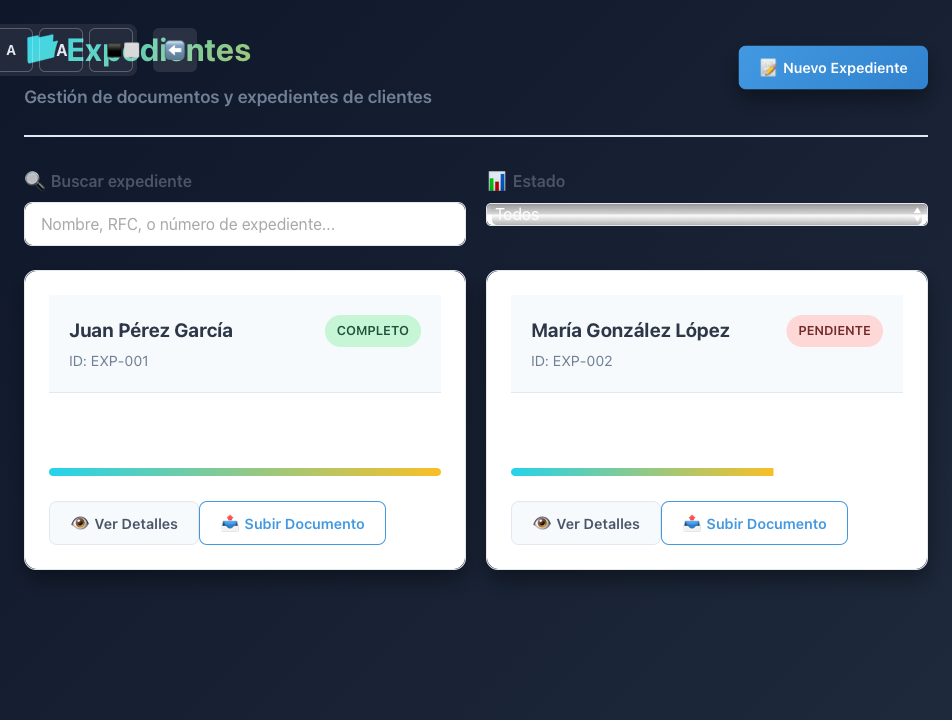 A
A
Expedientes
Gestión de documentos y expedientes de clientes
Nuevo Expediente
Buscar expediente
Estado
Nombre, RFC, o número de expediente...
Todos
Juan Pérez García
COMPLETO
ID: EXP-001
María González López
PENDIENTE
ID: EXP-002
Ver Detalles
Subir Documento
Ver Detalles
Subir Documento